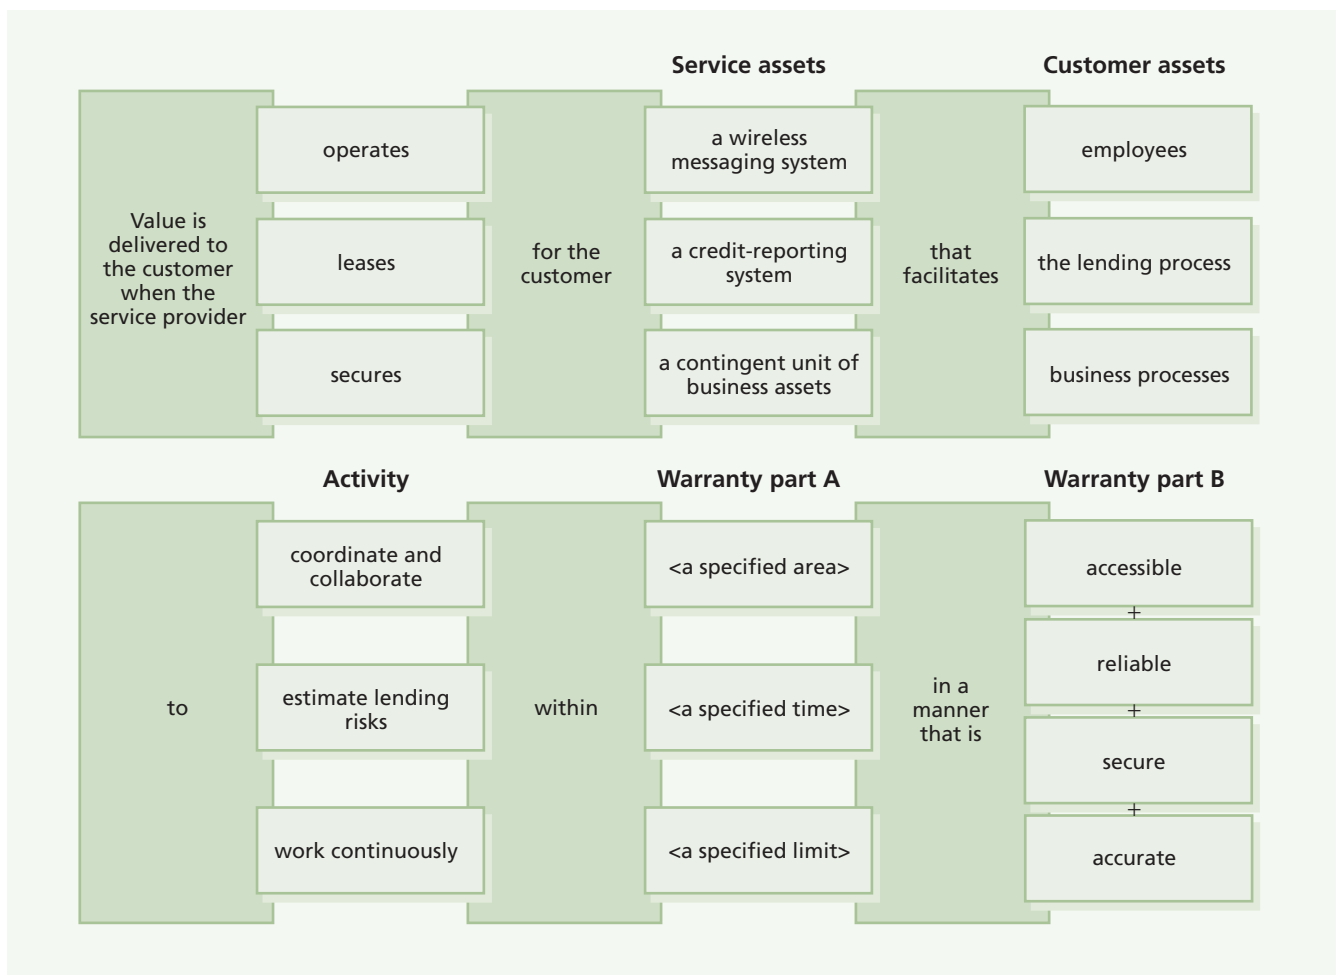 Service assets
Customer assets
Value is
delivered to
the customer
when the
service provider
operates
leases
secures
for the
customer
a wireless
messaging system
a credit-reporting
system
a contingent unit of
business assets
that
facilitates
employees
the lending process
business processes
Activity
Warranty part A
Warranty part B
to
coordinate and
collaborate
estimate lending
risks
work continuously
within
<a specified area>
<a specified time>
<a specified limit>
in a
manner
that is
accessible
+
reliable
+
secure
+
accurate